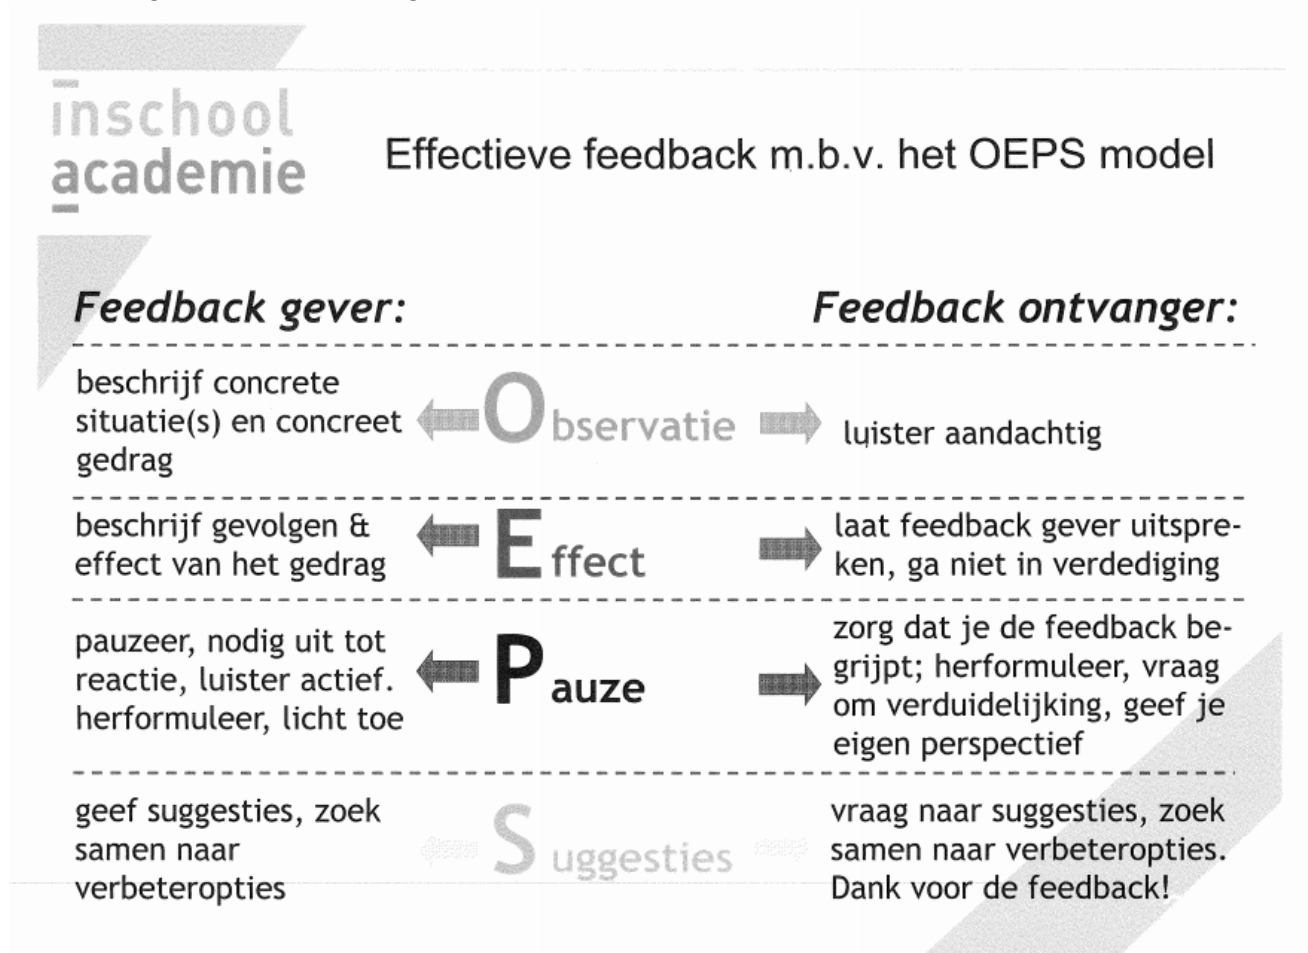 inschool
academie
Effectieve feedback m.b.v. het OEPS model
Feedback gever:
Feedback ontvanger:
beschrijf concrete
situatie(s) en concreet
gedrag
Observatie
luister aandachtig
beschrijf gevolgen &
effect van het gedrag
Effect
laat feedback gever uitspre-
ken, ga niet in verdediging
pauzeer, nodig uit tot
reactie, luister actief.
herformuleer, licht toe
Pauze
zorg dat je de feedback be-
grijpt; herformuleer, vraag
om verduidelijking, geef je
eigen perspectief
geef suggesties, zoek
samen naar
verbeteropties
Suggesties
vraag naar suggesties, zoek
samen naar verbeteropties.
Dank voor de feedback!